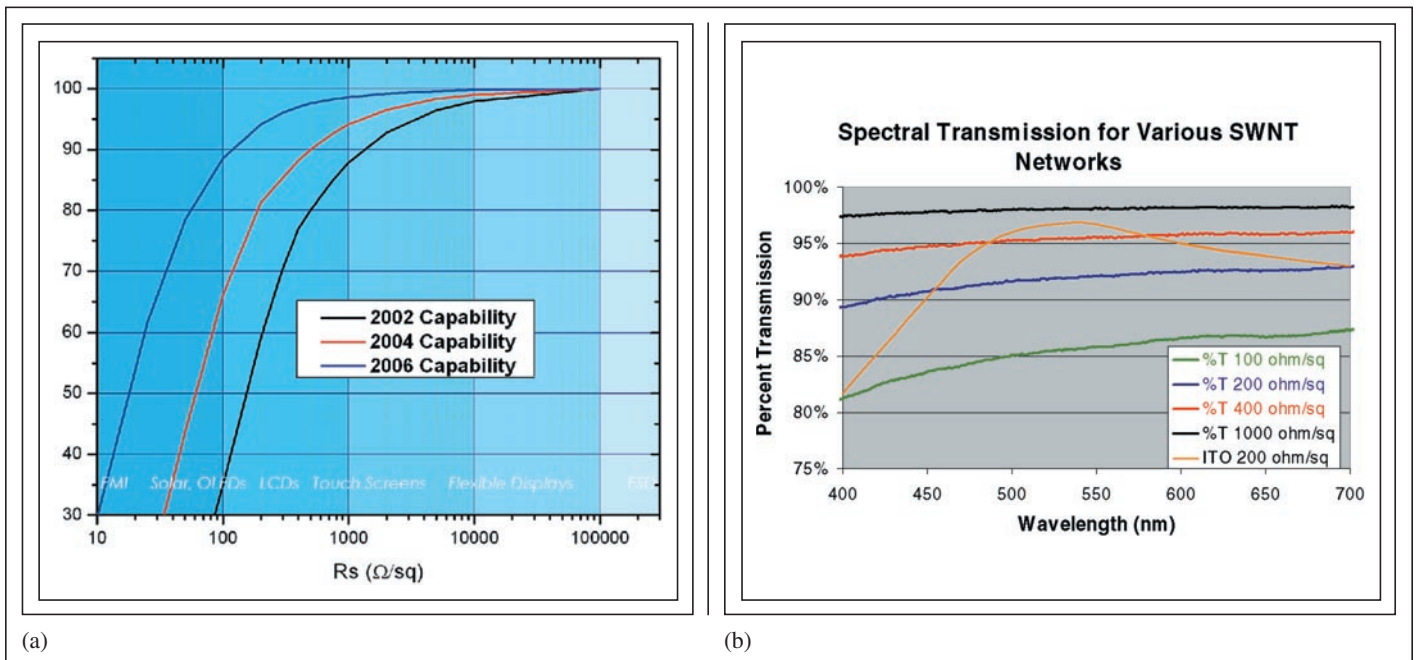 100
90
80
70
60
50
40
30
2002 Capability
2004 Capability
2006 Capability
EMI Solar, OLEDs LCDs Touch Screens Flexible Displays ESD
10 100 1000 10000 100000
Rs (Ω/sq)
(a)
Spectral Transmission for Various SWNT
Networks
Percent Transmission
100%
95%
90%
85%
80%
75%
%T 100 ohm/sq
%T 200 ohm/sq
%T 400 ohm/sq
%T 1000 ohm/sq
ITO 200 ohm/sq
400 450 500 550 600 650 700
Wavelength (nm)
(b)